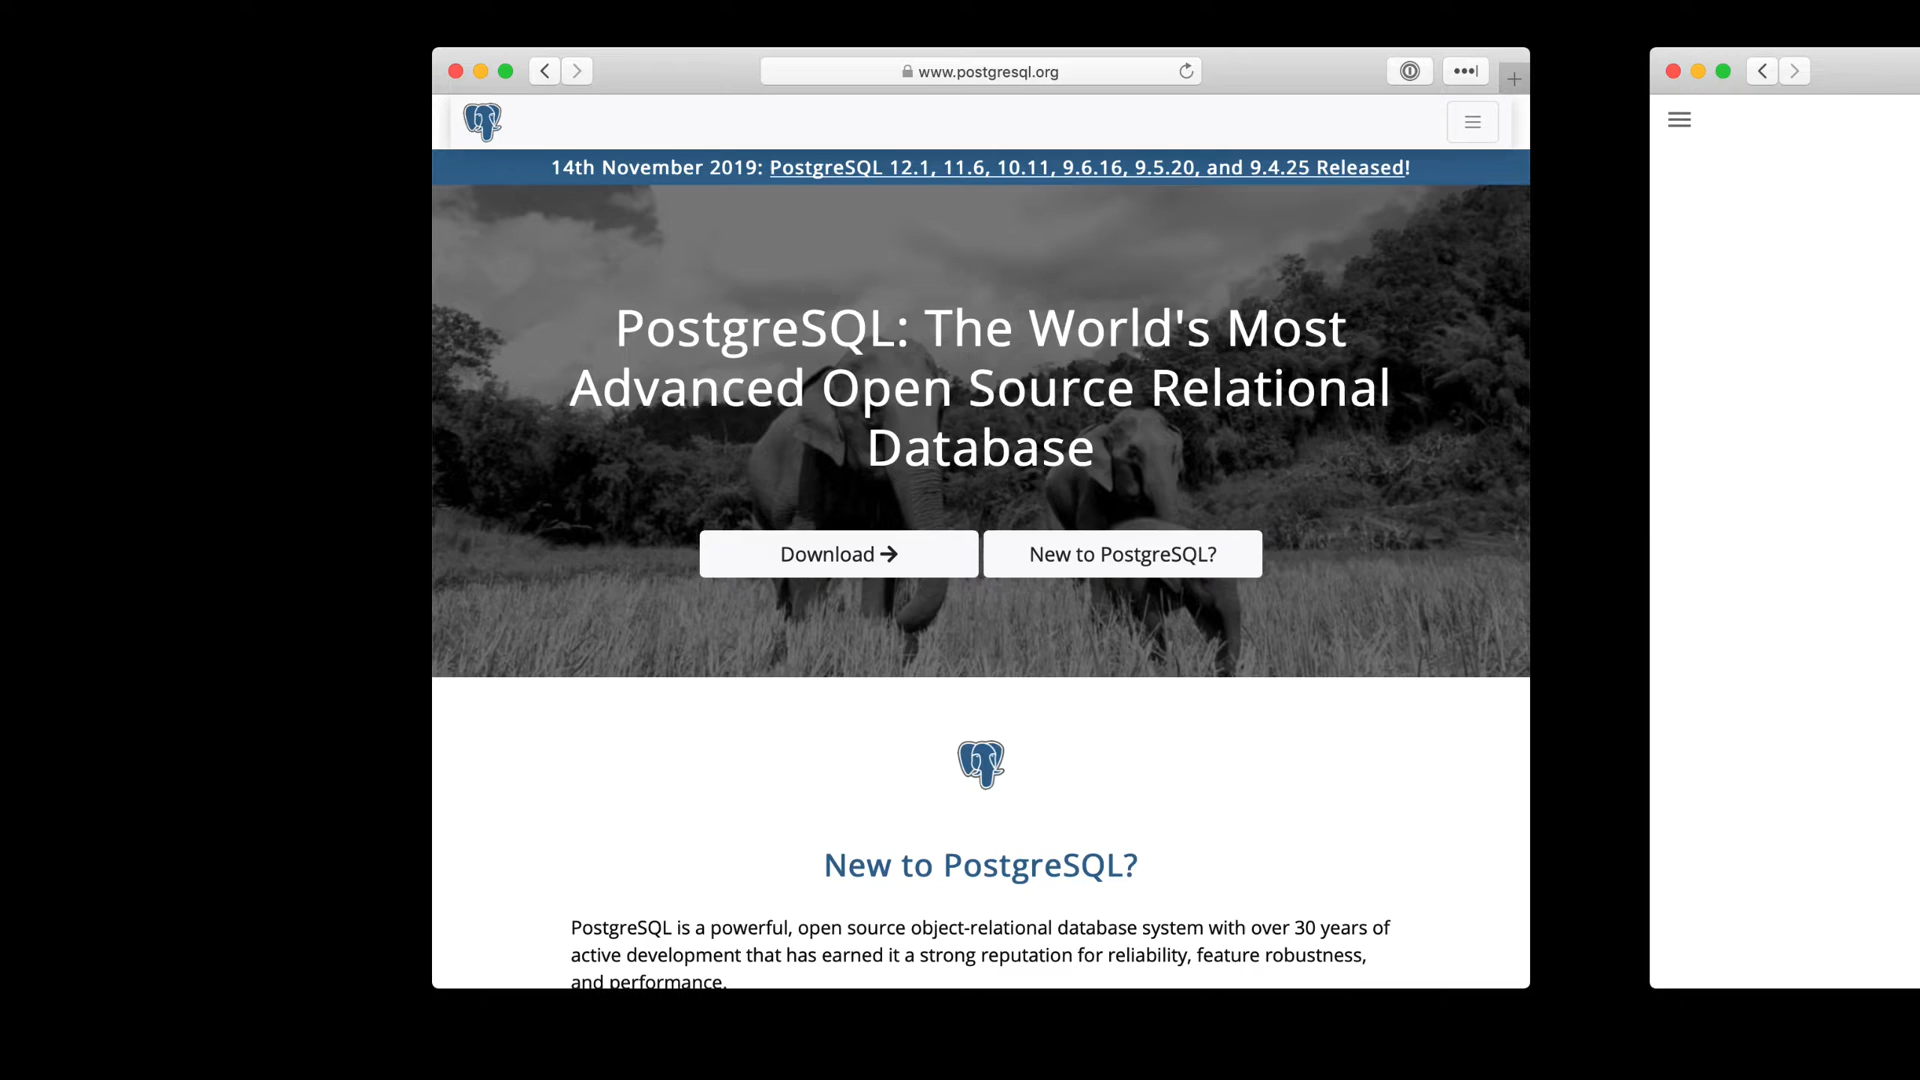 www.postgresql.org
14th November 2019: PostgreSQL 12.1, 11.6, 10.11, 9.6.16, 9.5.20, and 9.4.25 Released!
PostgreSQL: The World's Most
Advanced Open Source Relational
Database
Download
New to PostgreSQL?
New to PostgreSQL?
PostgreSQL is a powerful, open source object-relational database system with over 30 years of
active development that has earned it a strong reputation for reliability, feature robustness,
and performance.